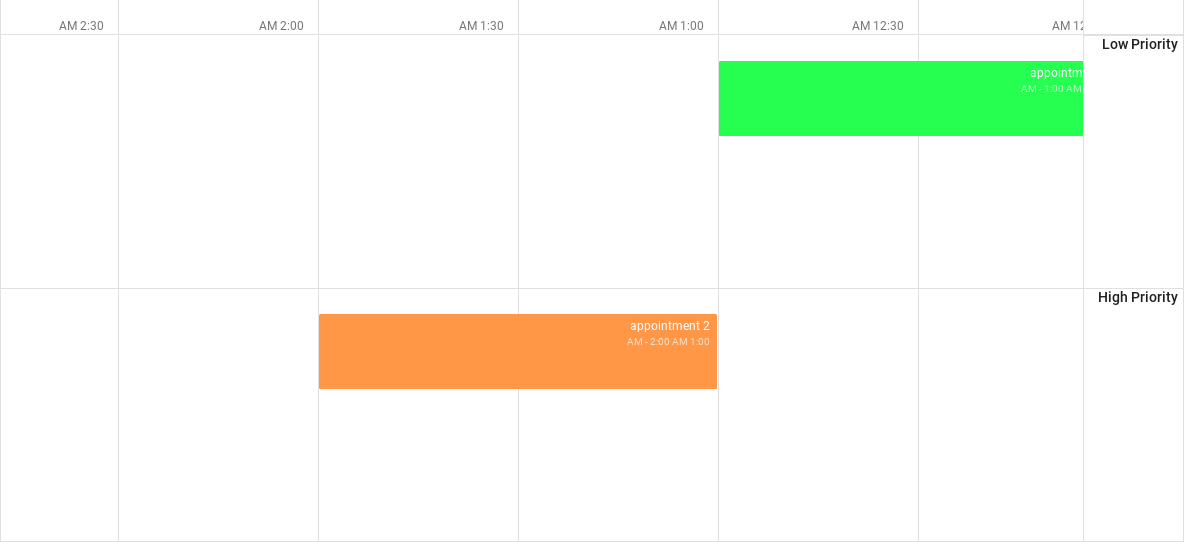 AM 2:30 AM 2:00 AM 1:30 AM 1:00 AM 12:30 AM 12
Low Priority
appointm
AM - 1:00 AM
High Priority
appointment 2
AM - 2:00 AM 1:00